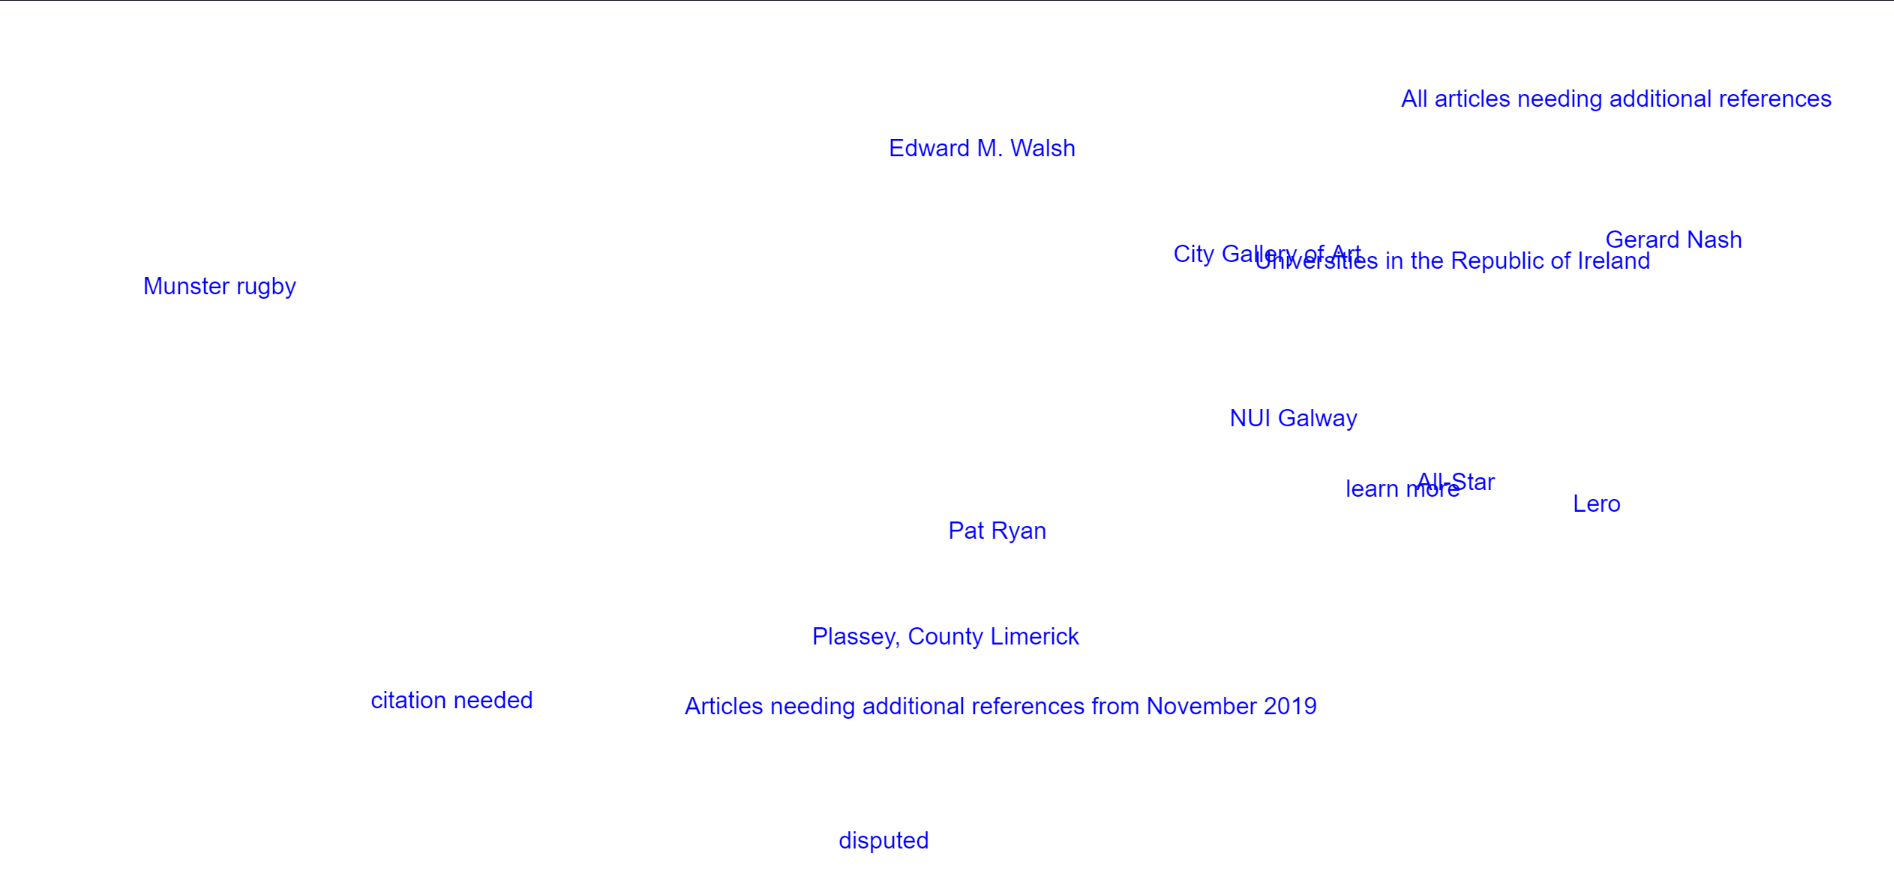 All articles needing additional references
Edward M. Walsh
Gerard Nash
City Gallery of Art
Universities in the Republic of Ireland
Munster rugby
NUI Galway
All-Star
learn more
Lero
Pat Ryan
Plassey, County Limerick
citation needed
Articles needing additional references from November 2019
disputed